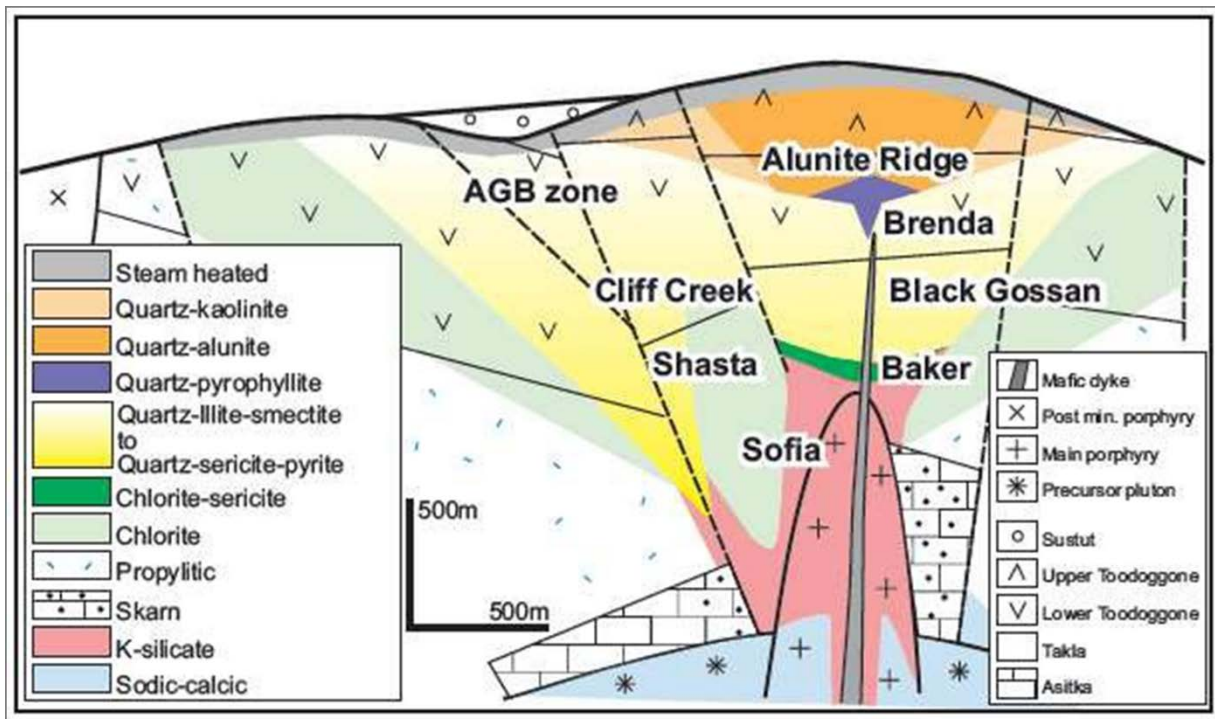 Alunite Ridge
AGB zone
Brenda
Cliff Creek
Black Gossan
Shasta
Baker
Sofia
Steam heated
Quartz-kaolinite
Quartz-alunite
Quartz-pyrophyllite
Quartz-Illite-smectite
to
Quartz-sericite-pyrite
Chlorite-sericite
Chlorite
Propylitic
Skarn
K-silicate
Sodic-calcic
500m
500m
Mafic dyke
Post min. porphyry
Main porphyry
Precursor pluton
Sustut
Upper Toodoggone
Lower Toodoggone
Takla
Asitka